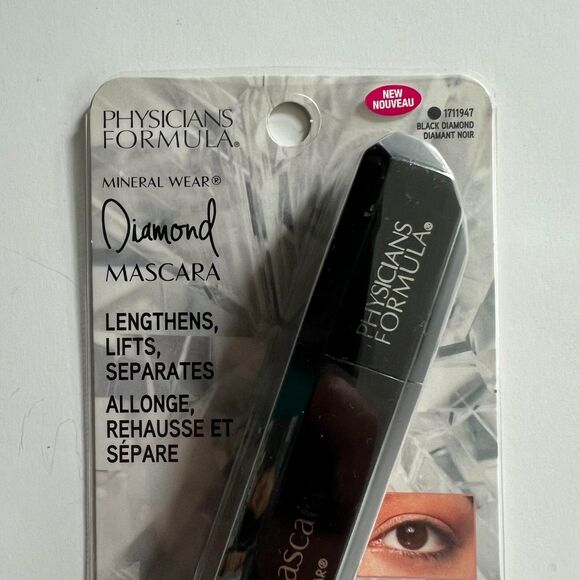 PHYSICIANS
FORMULA®
MINERAL WEAR®
Diamond
MASCARA
LENGTHENS,
LIFTS,
SEPARATES
ALLONGE,
REHAUSSE ET
SÉPARE
NEW
NOUVEAU
1711947
BLACK DIAMOND
DIAMANT NOIR
PHYSICIANS
FORMULA®